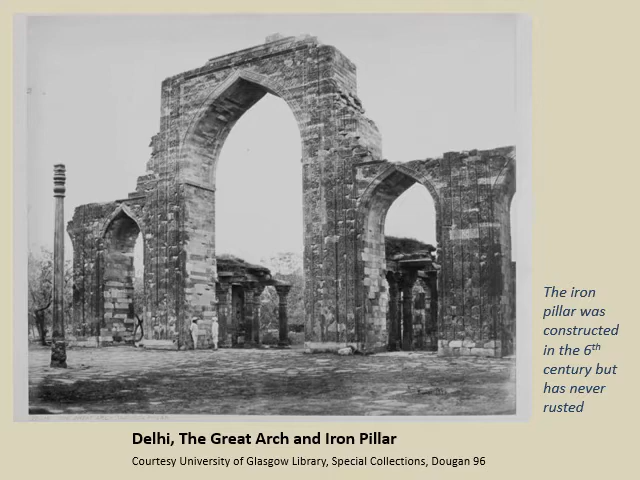 The iron
pillar was
constructed
in the 6th
century but
has never
rusted
Delhi, The Great Arch and Iron Pillar
Courtesy University of Glasgow Library, Special Collections, Dougan 96